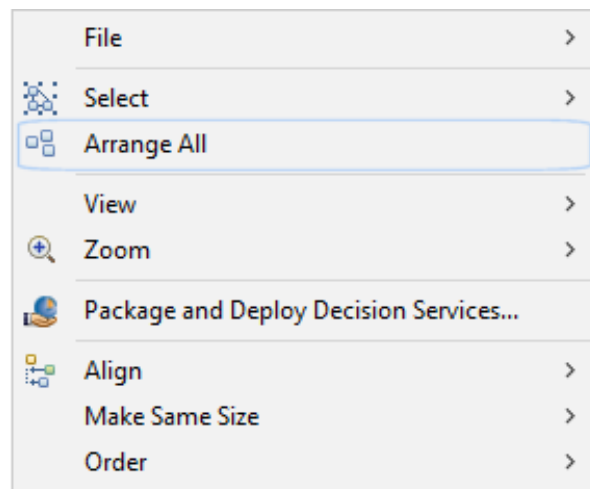 File
Select
Arrange All
View
Zoom
Package and Deploy Decision Services...
Align
Make Same Size
Order